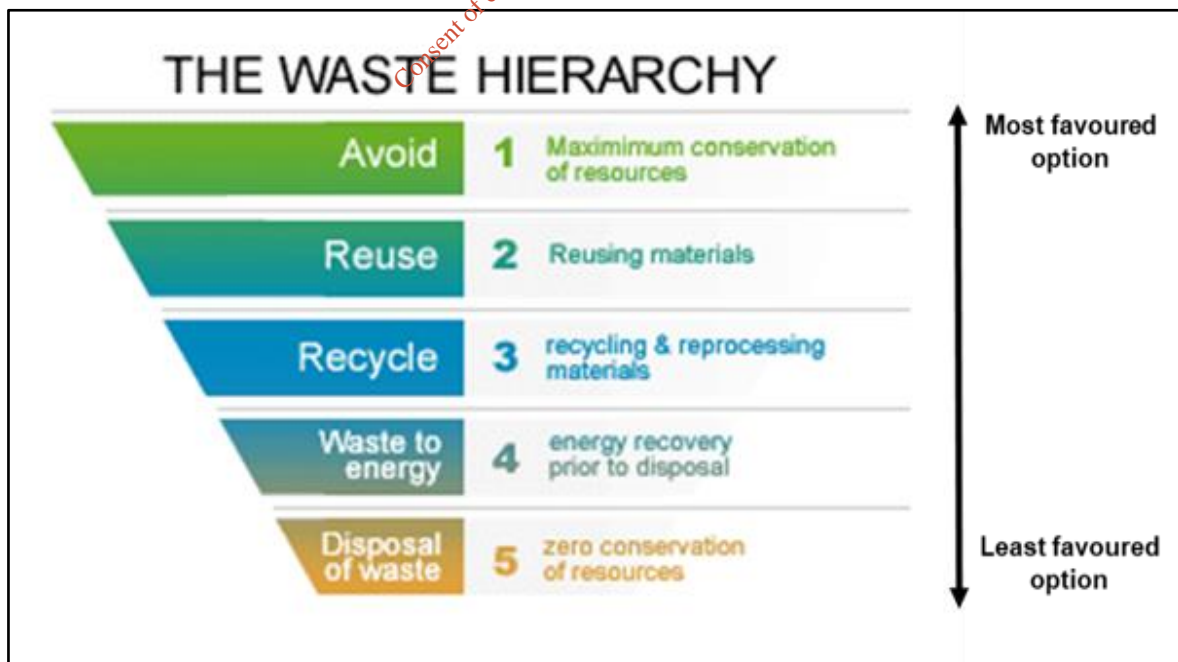 Consent of
THE WASTE HIERARCHY
Avoid 1 Maximimum conservation
of resources
Reuse 2 Reusing materials
Recycle 3 recycling & reprocessing
materials
Waste to
energy 4 energy recovery
prior to disposal
Disposal
of waste 5 zero conservation
of resources
Most favoured
option
Least favoured
option